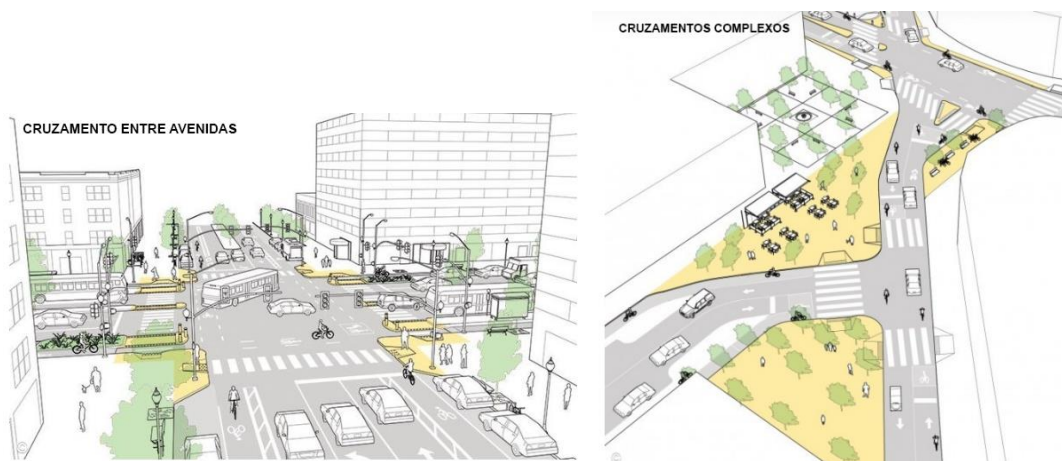 CRUZAMENTO ENTRE AVENIDAS
CRUZAMENTOS COMPLEXOS